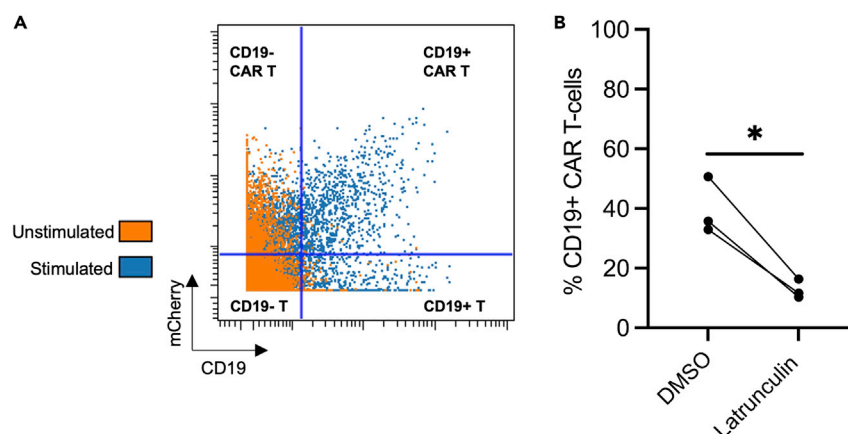 A
CD19-
CAR T
CD19+
CAR T
Unstimulated
Stimulated
CD19- T
CD19+ T
mCherry
CD19
B
% CD19+ CAR T-cells
100
80
60
40
20
0
*
DMSO
Latrunculin